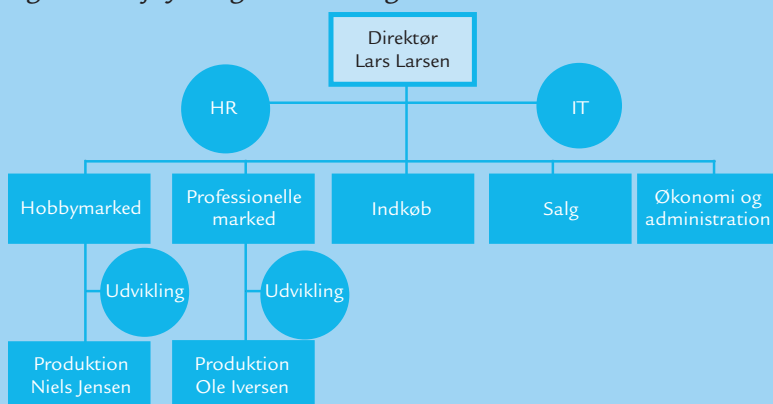 Direktør
Lars Larsen
HR
IT
Hobbymarked
Professionelle
marked
Indkøb
Salg
Økonomi og
administration
Udvikling
Udvikling
Produktion
Niels Jensen
Produktion
Ole Iversen